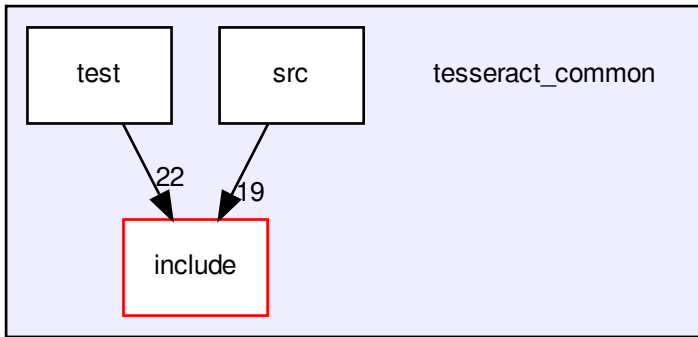 test
src
tesseract_common
22
19
include